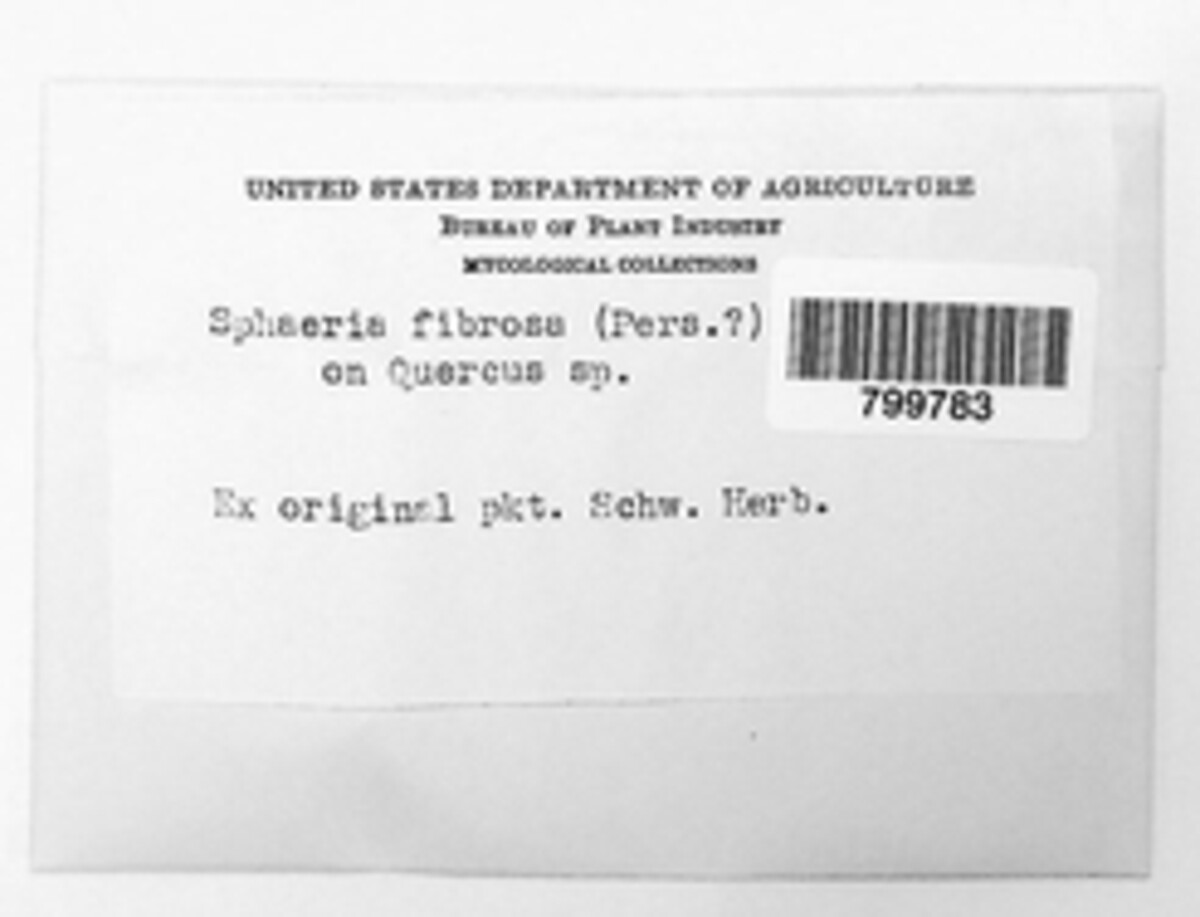 UNITED STATES DEPARTMENT OF AGRICULTURE
BUREAU OF PLANT INDUSTRY
MYCOLOGICAL COLLECTIONS
Sphaeria fibrosa (Pers.?)
on Quercus sp.
799783
Ex original pkt. Schw. Herb.